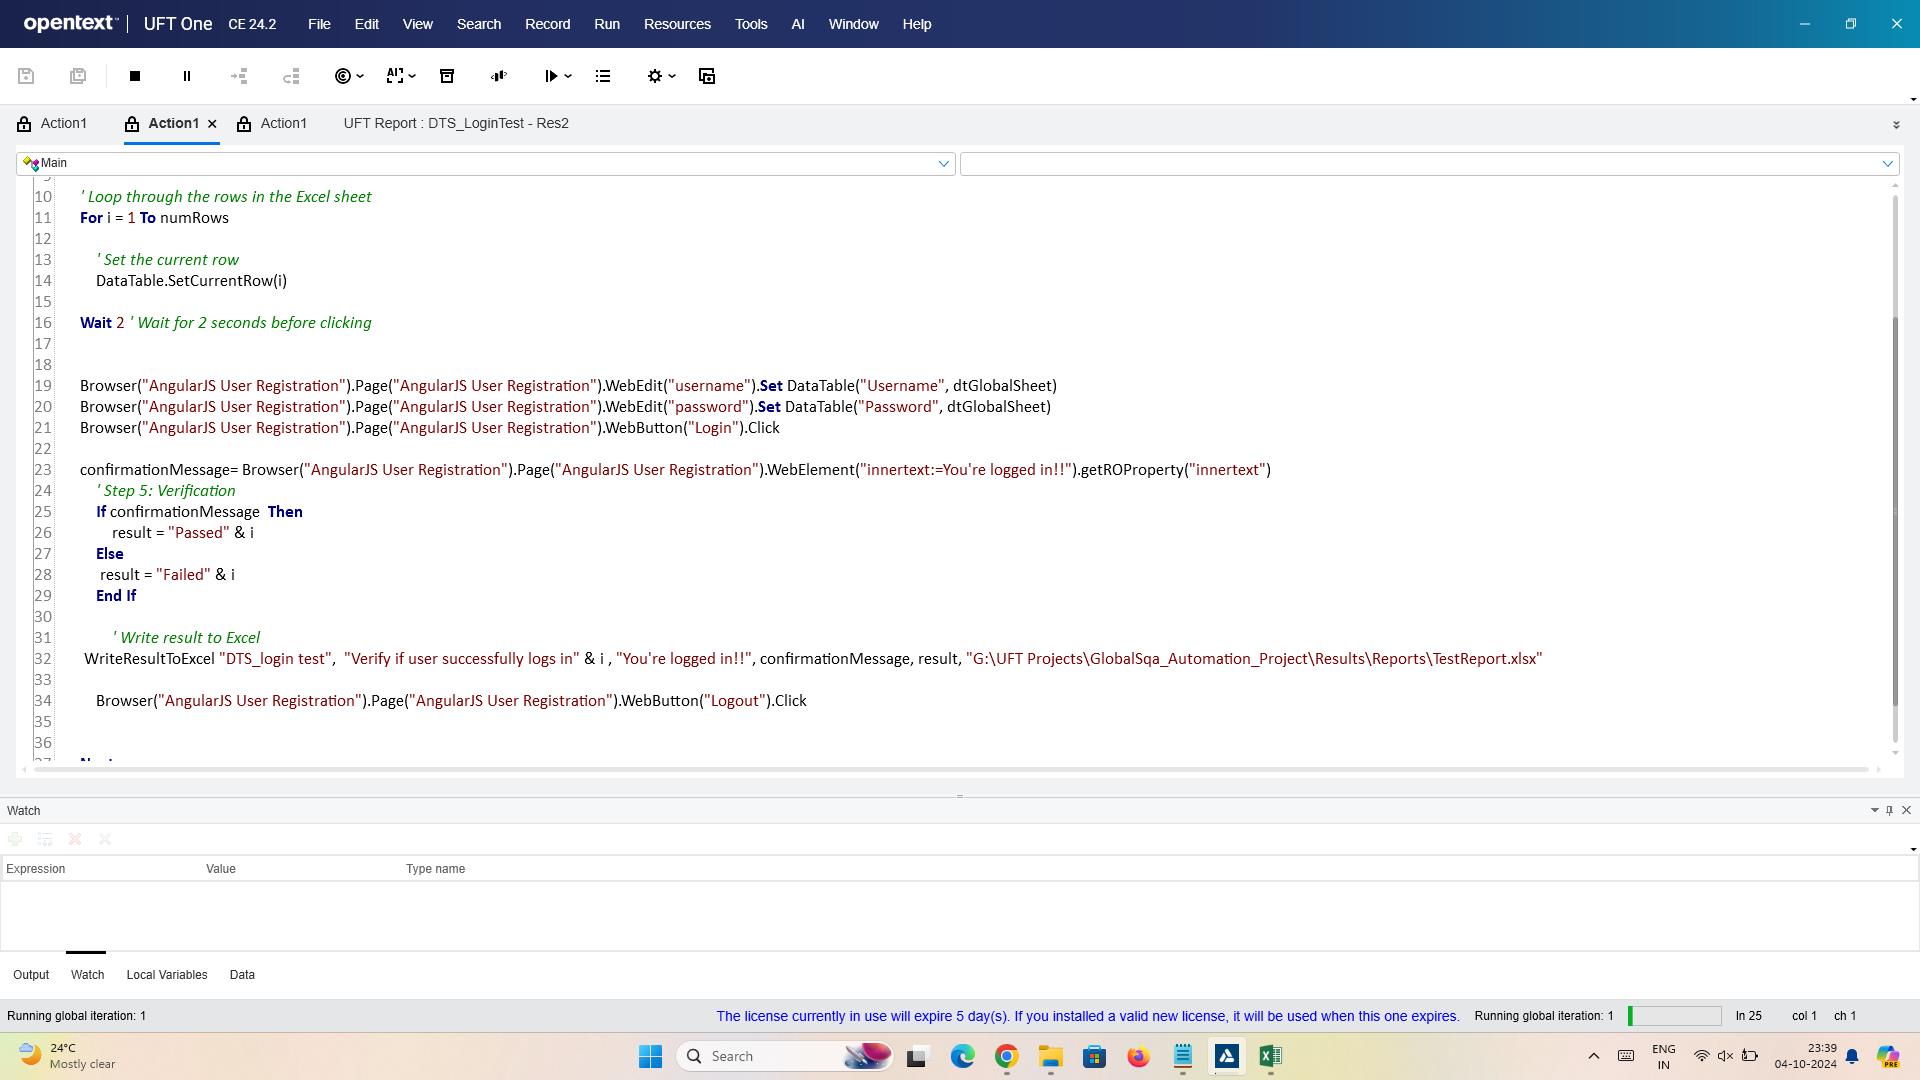 opentext™ | UFT One CE 24.2 File Edit View Search Record Run Resources Tools AI Window Help
Action1 Action1 Action1 UFT Report : DTS_LoginTest - Res2
Main
10 ' Loop through the rows in the Excel sheet
11 For i = 1 To numRows
12
13 ' Set the current row
14 DataTable.SetCurrentRow(i)
15
16 Wait 2 ' Wait for 2 seconds before clicking
17
18
19 Browser("AngularJS User Registration").Page("AngularJS User Registration").WebEdit("username").Set DataTable("Username", dtGlobalSheet)
20 Browser("AngularJS User Registration").Page("AngularJS User Registration").WebEdit("password").Set DataTable("Password", dtGlobalSheet)
21 Browser("AngularJS User Registration").Page("AngularJS User Registration").WebButton("Login").Click
22
23 confirmationMessage= Browser("AngularJS User Registration").Page("AngularJS User Registration").WebElement("innertext:=You're logged in!!").getROProperty("innertext")
24 ' Step 5: Verification
25 If confirmationMessage  Then
26 result = "Passed" & i
27 Else
28 result = "Failed" & i
29 End If
30
31 ' Write result to Excel
32 WriteResultToExcel "DTS_login test",  "Verify if user successfully logs in" & i , "You're logged in!!", confirmationMessage, result, "G:\UFT Projects\GlobalSqa_Automation_Project\Results\Reports\TestReport.xlsx"
33
34 Browser("AngularJS User Registration").Page("AngularJS User Registration").WebButton("Logout").Click
35
36
Watch
Expression Value Type name
Output Watch Local Variables Data
Running global iteration: 1 The license currently in use will expire 5 day(s). If you installed a valid new license, it will be used when this one expires. Running global iteration: 1 ln 25 col 1 ch 1
24°C
Mostly clear
Search
ENG
IN
23:39
04-10-2024
PRE